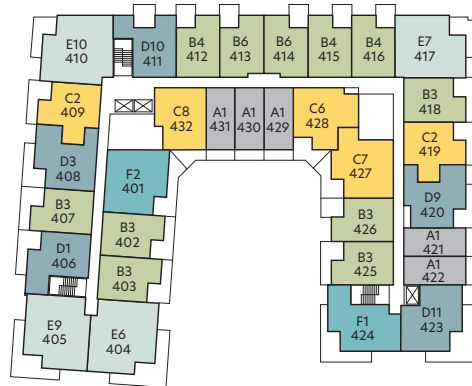 E10
410
D10
411
B4
412
B6
413
B6
414
B4
415
B4
416
E7
417
C2
409
C8
432
A1
431
A1
430
A1
429
C6
428
B3
418
C2
419
D3
408
F2
401
C7
427
B3
407
D9
420
B3
402
B3
426
A1
421
D1
406
B3
403
B3
425
A1
422
E9
405
E6
404
F1
424
D11
423